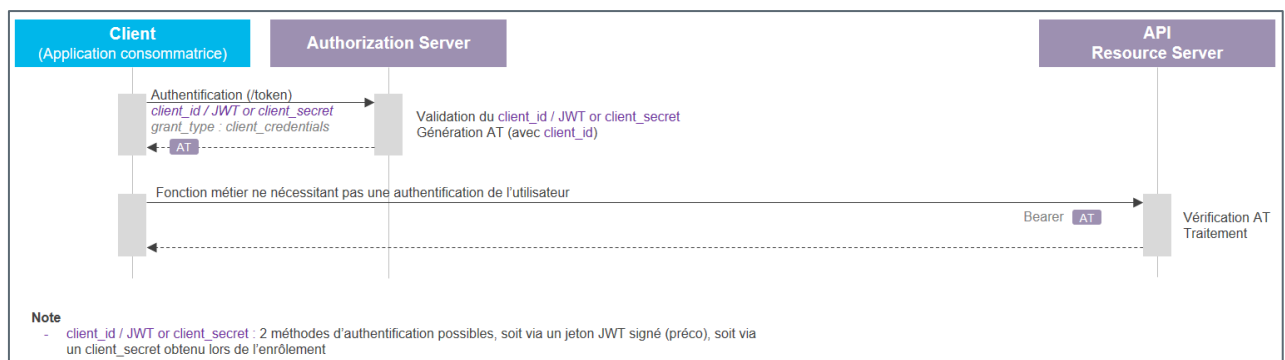 Client
(Application consommatrice)
Authorization Server
API
Resource Server
Authentification (/token)
client_id / JWT or client_secret
grant_type : client_credentials
AT
Validation du client_id / JWT or client_secret
Génération AT (avec client_id)
Fonction métier ne nécessitant pas une authentification de l'utilisateur
Bearer AT
Vérification AT
Traitement
Note
- client_id / JWT or client_secret : 2 méthodes d'authentification possibles, soit via un jeton JWT signé (préco), soit via
un client_secret obtenu lors de l'enrôlement